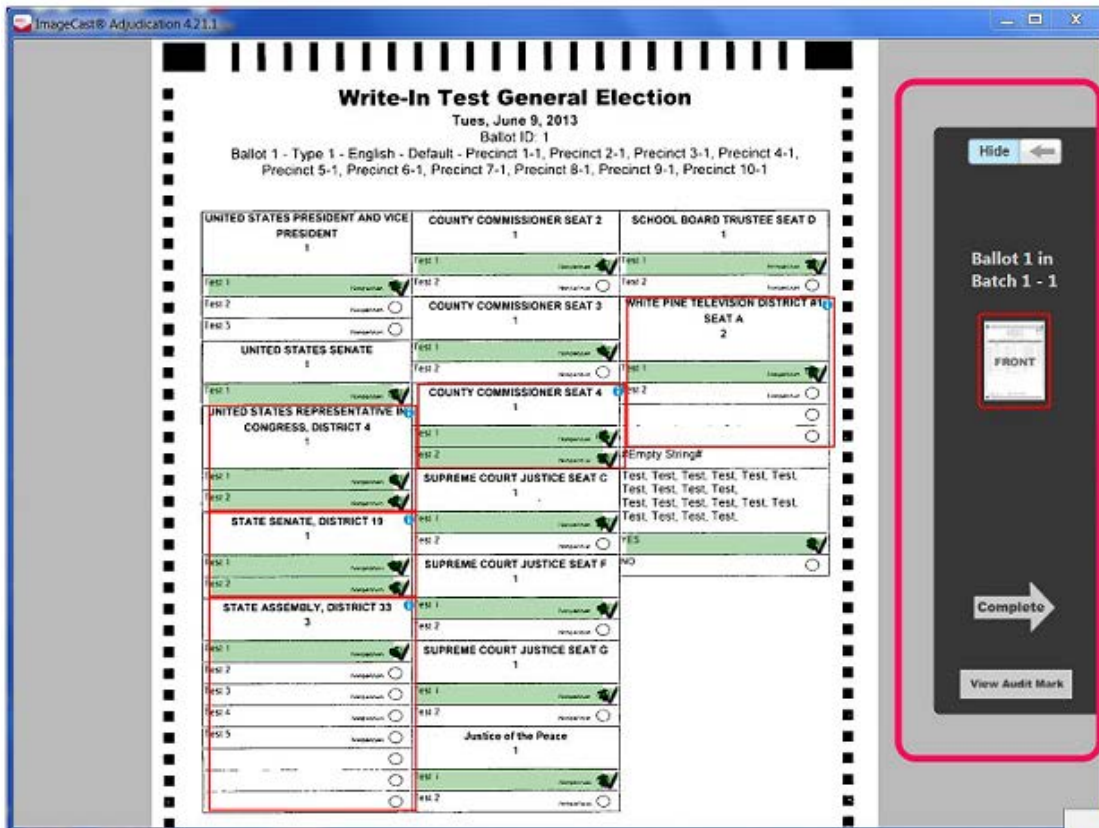 ImageCast® Adjudication 4.21.1
Write-In Test General Election
Tues, June 9, 2013
Ballot ID: 1
Ballot 1 - Type 1 - English - Default - Precinct 1-1, Precinct 2-1, Precinct 3-1, Precinct 4-1,
Precinct 5-1, Precinct 6-1, Precinct 7-1, Precinct 8-1, Precinct 9-1, Precinct 10-1
UNITED STATES PRESIDENT AND VICE
PRESIDENT
1
Test 1
Test 2
Test 3
UNITED STATES SENATE
1
Test 1
UNITED STATES REPRESENTATIVE IN
CONGRESS, DISTRICT 4
1
Test 1
Test 2
STATE SENATE, DISTRICT 19
1
Test 1
Test 2
STATE ASSEMBLY, DISTRICT 33
3
Test 1
Test 2
Test 3
Test 4
Test 5
COUNTY COMMISSIONER SEAT 2
1
Test 1
Test 2
COUNTY COMMISSIONER SEAT 3
1
Test 1
Test 2
COUNTY COMMISSIONER SEAT 4
1
Test 1
Test 2
SUPREME COURT JUSTICE SEAT C
1
Test 1
Test 2
SUPREME COURT JUSTICE SEAT F
1
Test 1
Test 2
SUPREME COURT JUSTICE SEAT G
1
Test 1
Test 2
Justice of the Peace
1
Test 1
Test 2
SCHOOL BOARD TRUSTEE SEAT D
1
Test 1
Test 2
WHITE PINE TELEVISION DISTRICT #1
SEAT A
2
Test 1
Test 2
#Empty String#
Test, Test, Test, Test, Test, Test,
Test, Test, Test, Test,
Test, Test, Test, Test, Test, Test,
Test, Test, Test, Test,
YES
NO
Hide
Ballot 1 in
Batch 1 - 1
FRONT
Complete
View Audit Mark